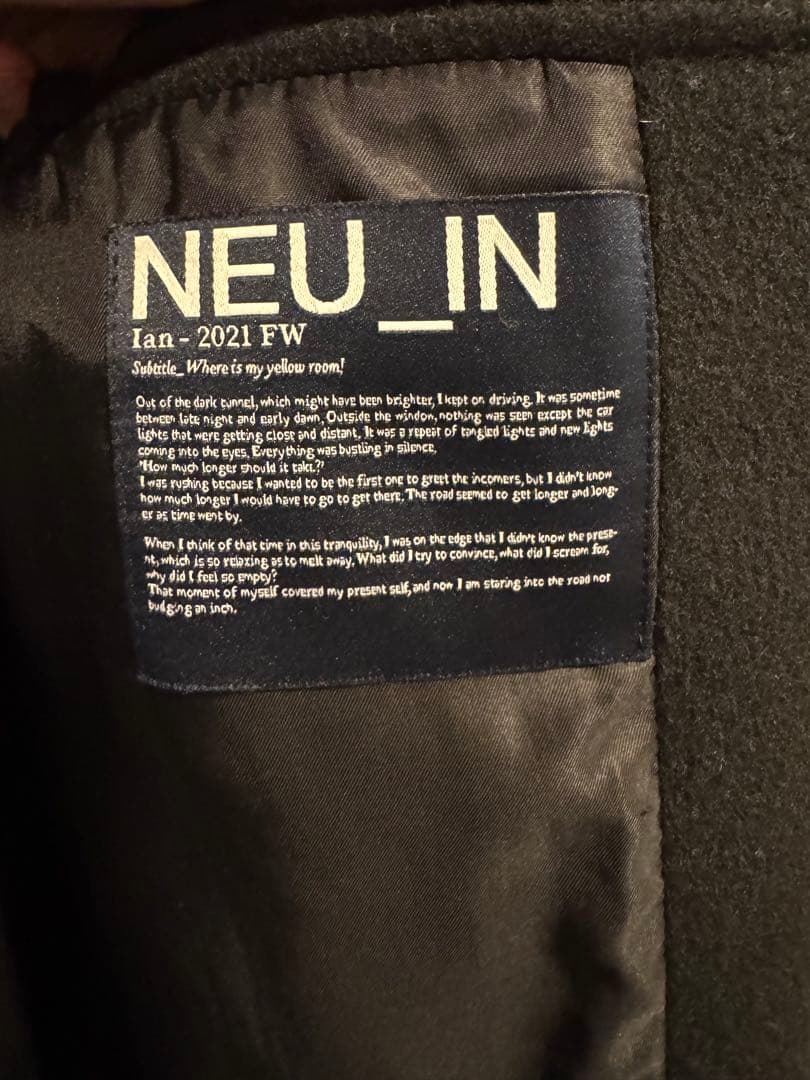 NEU_IN
Ian - 2021 FW
Subtitle_Where is my yellow room!
Out of the dark tunnel, which might have been brighter, I kept on driving. It was sometime
between late night and early dawn. Outside the window, nothing was seen except the car
lights that were getting close and distant. It was a repeat of tangled lights and new lights
coming into the eyes. Everything was bustling in silence.
'How much longer should it take?'
I was rushing because I wanted to be the first one to greet the incomers, but I didn't know
how much longer I would have to go to get there. The road seemed to get longer and long-
er as time went by.
When I think of that time in this tranquility, I was on the edge that I didn't know the prese-
nt, which is so relaxing as to melt away. What did I try to convince, what did I scream for,
why did I feel so empty?
That moment of myself covered my present self, and now I am staring into the road not
budging an inch.